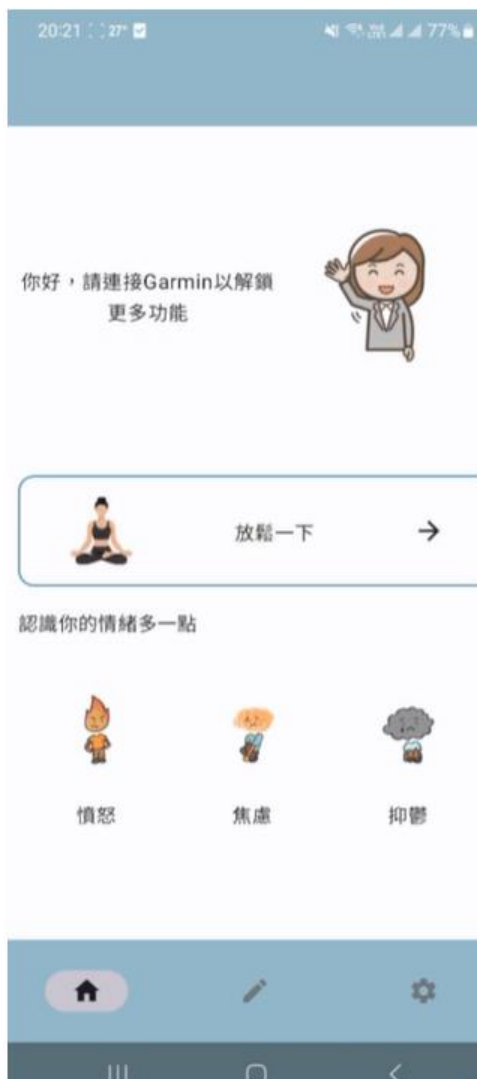 20:21 27°
77%
你好，請連接Garmin以解鎖
更多功能
放鬆一下
認識你的情緒多一點
憤怒
焦慮
抑鬱